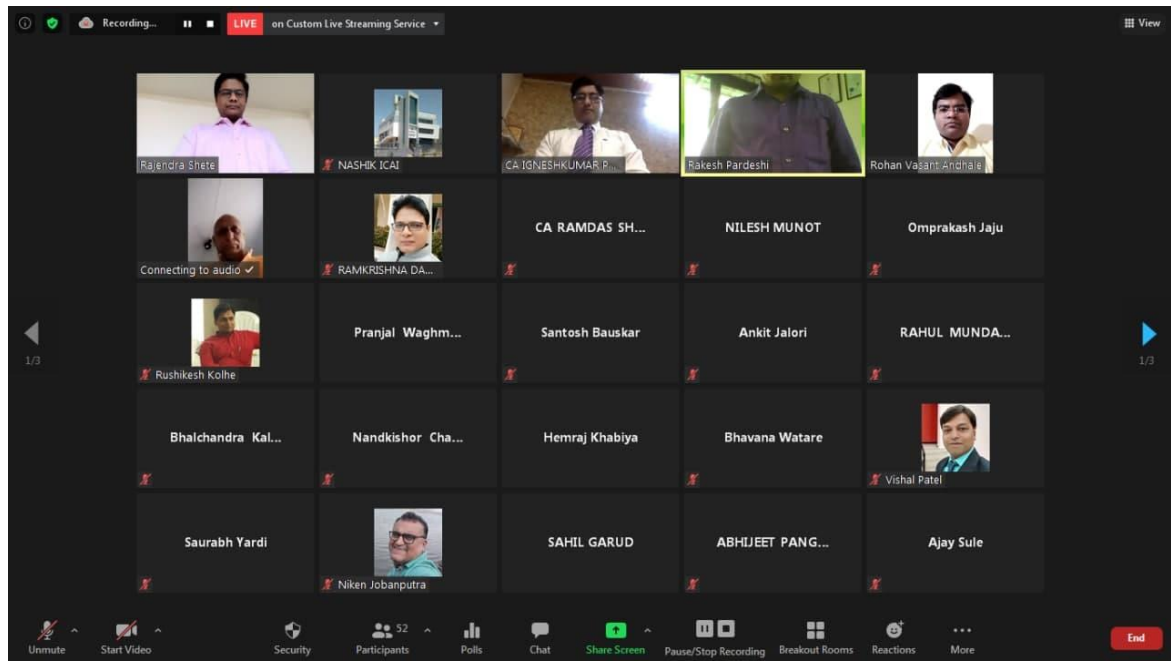 Recording...
LIVE on Custom Live Streaming Service
View
Rajendra Shete
NASHIK ICAI
CA IGNESHKUMAR P...
Rakesh Pardeshi
Rohan Vasant Andhale
Connecting to audio
RAMKRISHNA DA...
CA RAMDAS SH...
NILESH MUNOT
Omprakash Jaju
1/3
Rushikesh Kolhe
Pranjal Waghm...
Santosh Bauskar
Ankit Jalori
RAHUL MUNDA...
1/3
Bhalchandra Kal...
Nandkishor Cha...
Hemraj Khabiya
Bhavana Watare
Vishal Patel
Saurabh Yardi
Niken Jobanputra
SAHIL GARUD
ABHIJEET PANG...
Ajay Sule
Unmute
Start Video
Security
52
Participants
Polls
Chat
Share Screen
Pause/Stop Recording
Breakout Rooms
Reactions
More
End